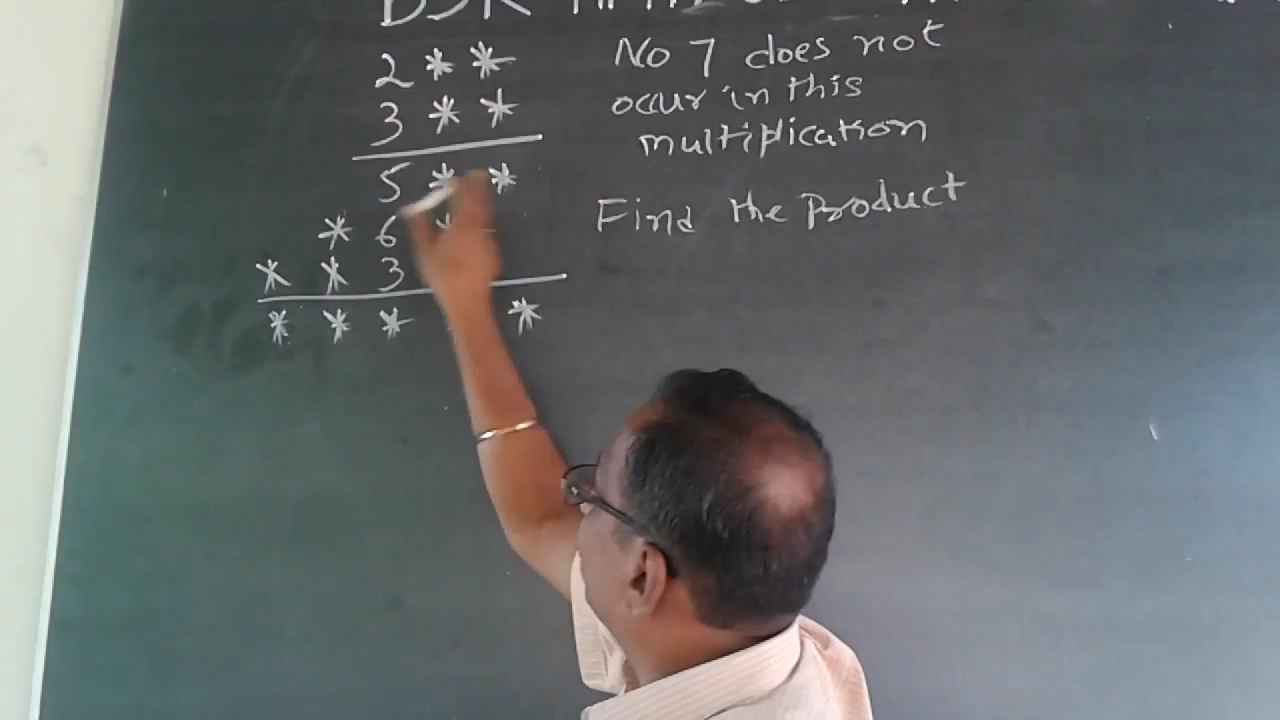 2 * *
3 * *
5 * *
* 6 *
* * 3
* * * *
No 7 does not
occur in this
multiplication
Find the Product